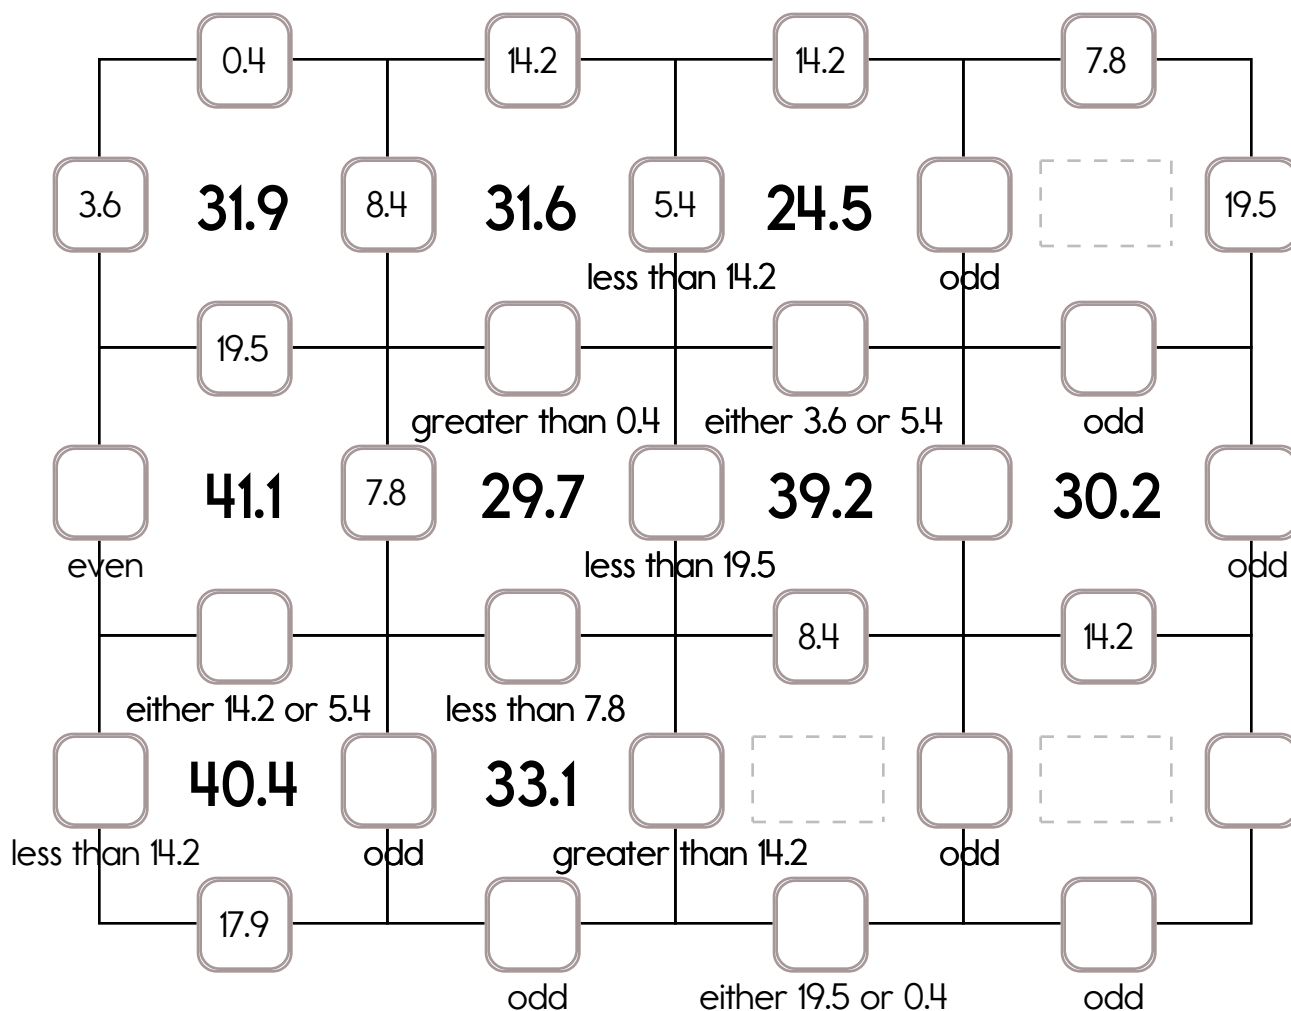 0.4 14.2 14.2 7.8
3.6 31.9 8.4 31.6 5.4 24.5 19.5
less than 14.2 odd
19.5
greater than 0.4 either 3.6 or 5.4 odd
41.1 7.8 29.7 39.2 30.2
even less than 19.5 odd
8.4 14.2
either 14.2 or 5.4 less than 7.8
40.4 33.1
less than 14.2 odd greater than 14.2 odd
17.9
odd either 19.5 or 0.4 odd